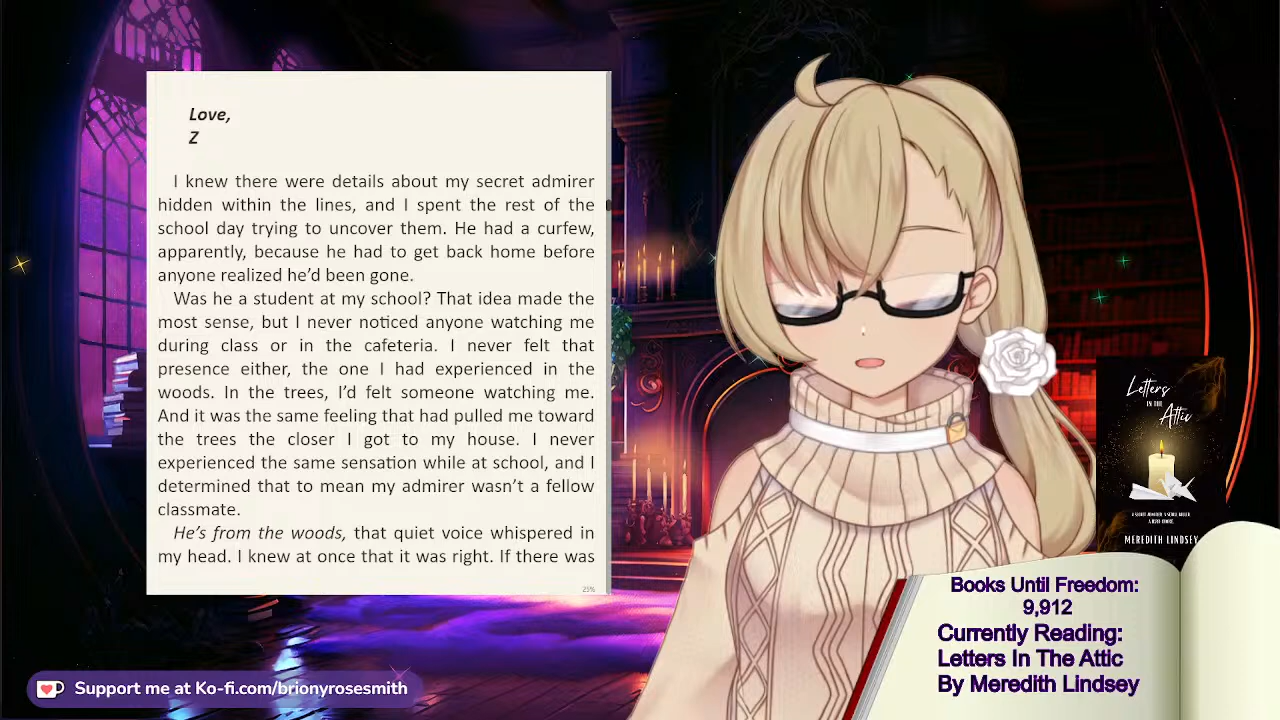 Love,
Z
I knew there were details about my secret admirer
hidden within the lines, and I spent the rest of the
school day trying to uncover them. He had a curfew,
apparently, because he had to get back home before
anyone realized he’d been gone.
Was he a student at my school? That idea made the
most sense, but I never noticed anyone watching me
during class or in the cafeteria. I never felt that
presence either, the one I had experienced in the
woods. In the trees, I’d felt someone watching me.
And it was the same feeling that had pulled me toward
the trees the closer I got to my house. I never
experienced the same sensation while at school, and I
determined that to mean my admirer wasn’t a fellow
classmate.
He’s from the woods, that quiet voice whispered in
my head. I knew at once that it was right. If there was
23%
Letters
IN THE
Attic
A SECRET ADMIRER. A SERIAL KILLER.
MEREDITH LINDSEY
Books Until Freedom:
9,912
Currently Reading:
Letters In The Attic
By Meredith Lindsey
Support me at Ko-fi.com/brionyrosesmith